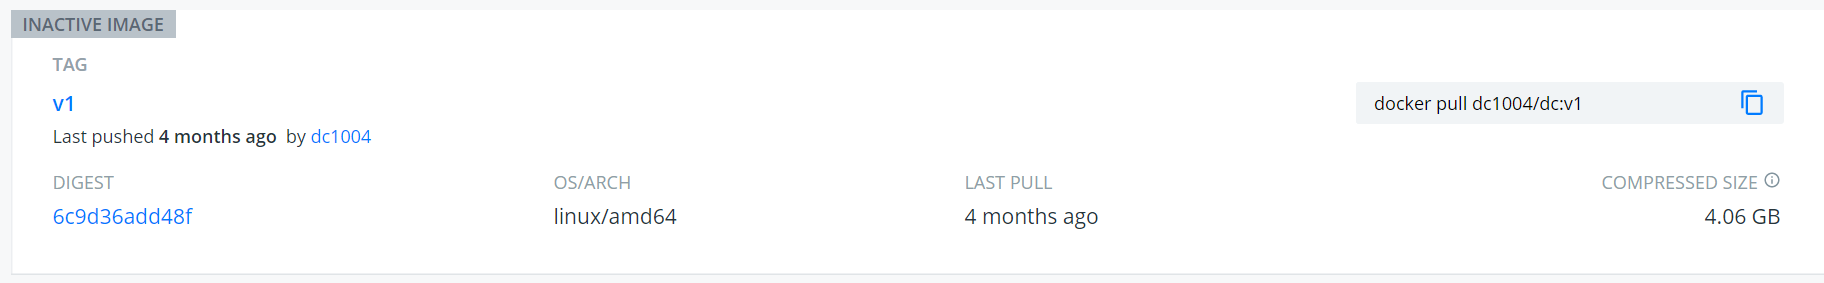 INACTIVE IMAGE
TAG
v1
docker pull dc1004/dc:v1
Last pushed 4 months ago by dc1004
DIGEST OS/ARCH LAST PULL COMPRESSED SIZE
6c9d36add48f linux/amd64 4 months ago 4.06 GB